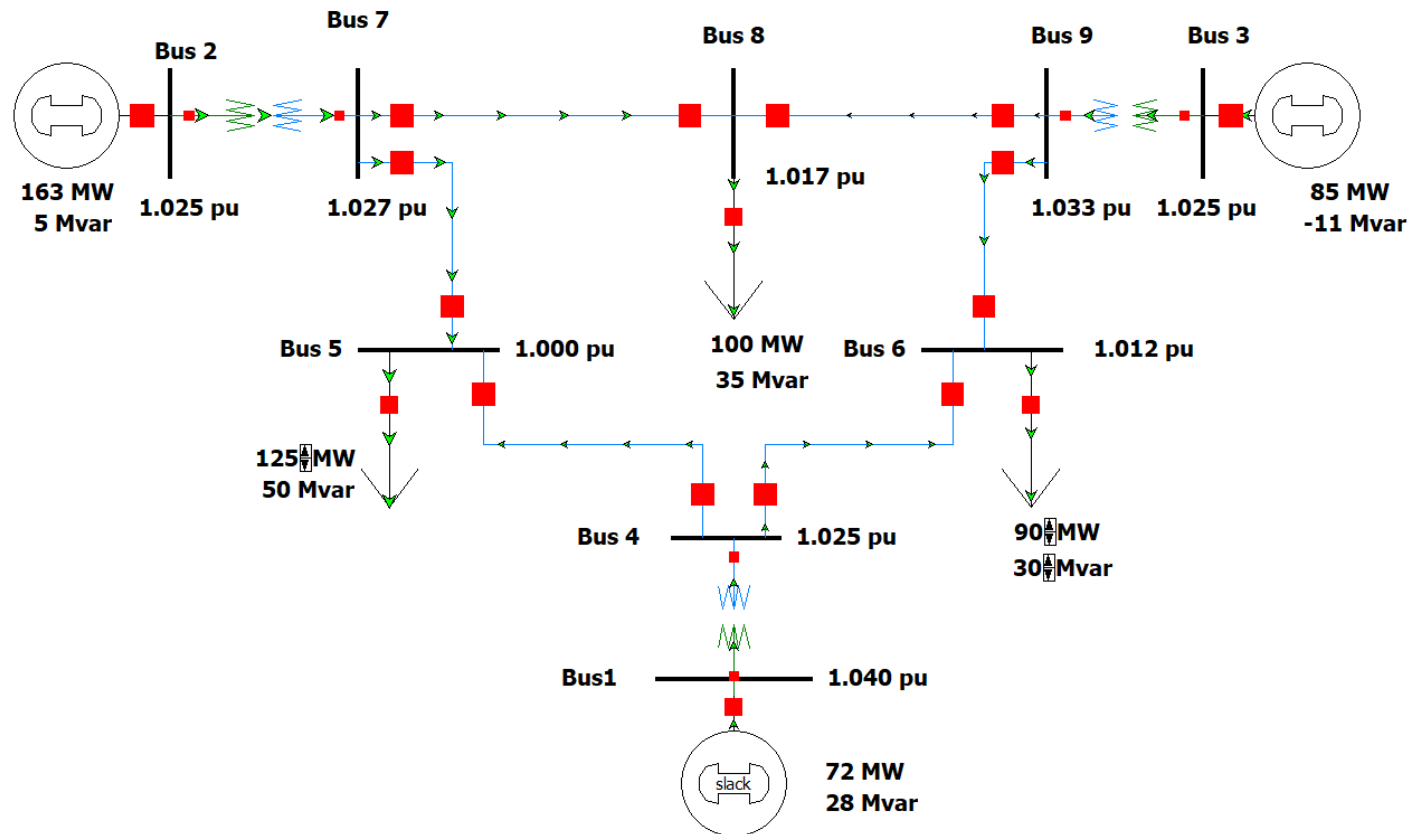 Bus 7
Bus 2
Bus 8
Bus 9
Bus 3
163 MW
5 Mvar
1.025 pu
1.027 pu
1.017 pu
1.033 pu
1.025 pu
85 MW
-11 Mvar
Bus 5
1.000 pu
100 MW
35 Mvar
Bus 6
1.012 pu
125 MW
50 Mvar
Bus 4
1.025 pu
90 MW
30 Mvar
Bus1
1.040 pu
slack
72 MW
28 Mvar